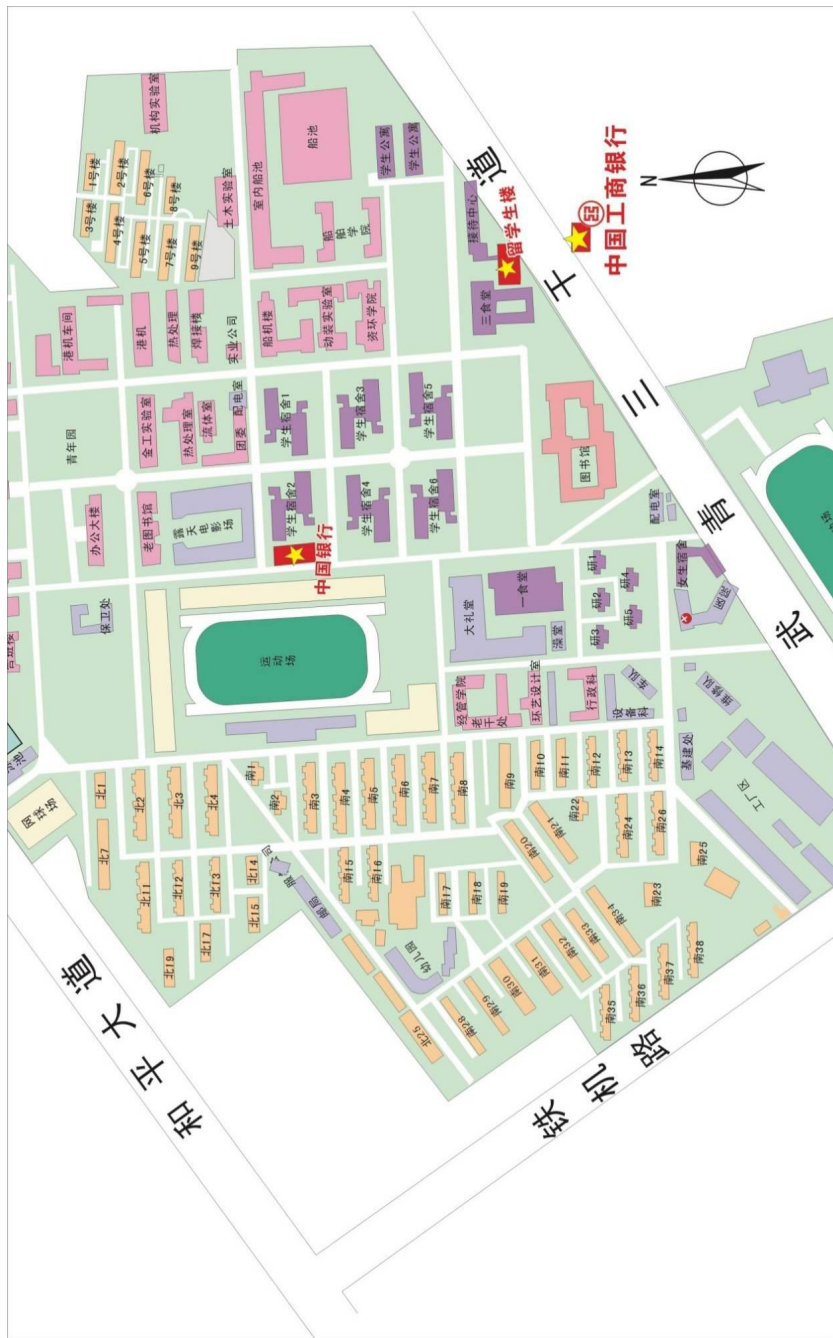 机构实验室
1号楼
2号楼
3号楼
4号楼
6号楼
5号楼
8号楼
7号楼
9号楼
土木实验室
室内船池
船池
学生公寓
学生公寓
船舶学院
接待中心
留学生楼
三食堂
中国工商银行
N
港机车间
港机
热处理
焊接楼
实业公司
船机楼
动装实验室
资环学院
青年园
金工实验室
热处理室
流体室
团委
配电室
学生宿舍1
学生宿舍3
学生宿舍5
办公大楼
老图书馆
露天电影场
学生宿舍2
学生宿舍4
学生宿舍6
图书馆
中国银行
保卫处
运动场
大礼堂
一食堂
澡堂
研1
研2
研3
研4
研5
配电室
女生宿舍
经管学院
老干处
环艺设计室
行政科
设备科
车队
基建处
维修队
工厂区
网球场
北1
北2
北3
北4
北7
北11
北12
北13
北14
北15
北17
北19
北25
邮局
幼儿园
南1
南2
南3
南4
南5
南6
南7
南8
南9
南10
南11
南12
南13
南14
南15
南16
南17
南18
南19
南20
南21
南22
南23
南24
南25
南26
南28
南29
南30
南31
南32
南33
南34
南35
南36
南37
南38
和平大道
铁机路
武青三干道